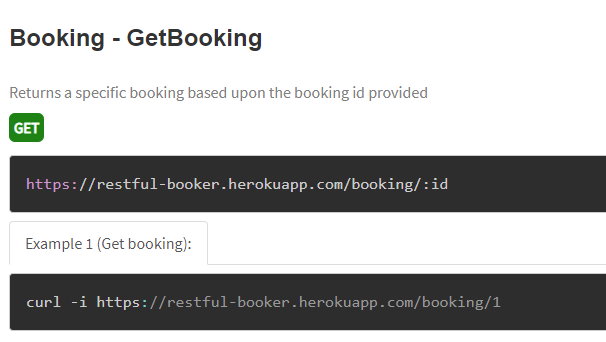 Booking - GetBooking
Returns a specific booking based upon the booking id provided
GET
https://restful-booker.herokuapp.com/booking/:id
Example 1 (Get booking):
curl -i https://restful-booker.herokuapp.com/booking/1